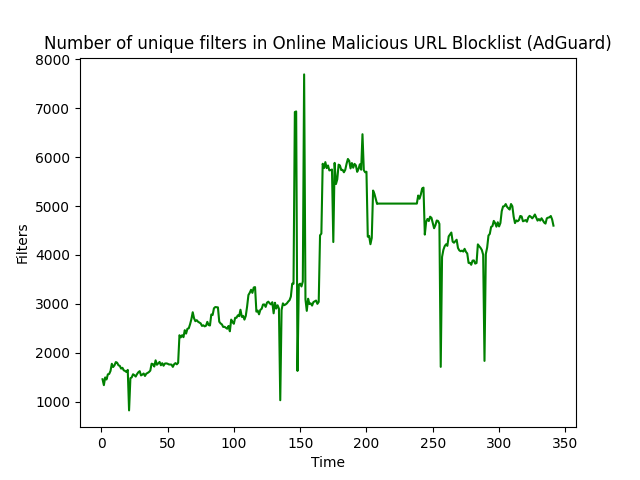 Number of unique filters in Online Malicious URL Blocklist (AdGuard)
8000
7000
6000
5000
4000
3000
2000
1000
Filters
0 50 100 150 200 250 300 350
Time